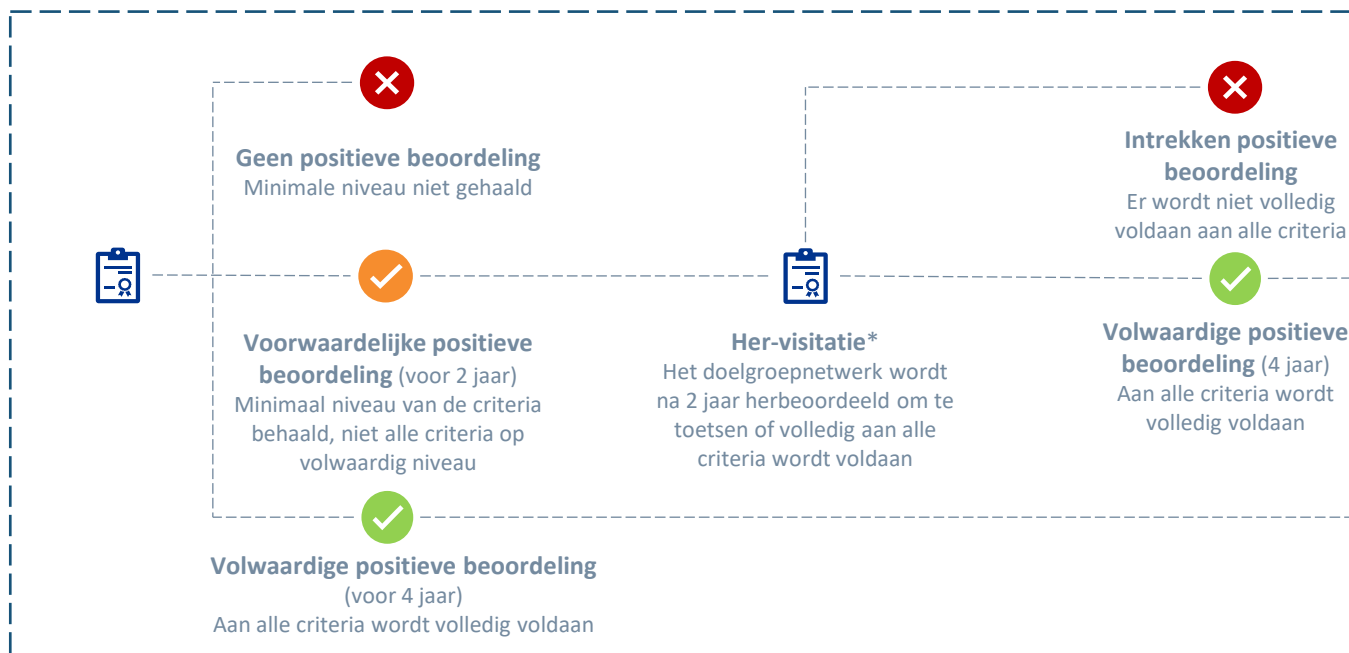 Geen positieve beoordeling
Minimale niveau niet gehaald
Voorwaardelijke positieve
beoordeling (voor 2 jaar)
Minimaal niveau van de criteria
behaald, niet alle criteria op
volwaardig niveau
Volwaardige positieve beoordeling
(voor 4 jaar)
Aan alle criteria wordt volledig voldaan
Her-visitatie*
Het doelgroepnetwerk wordt
na 2 jaar herbeoordeeld om te
toetsen of volledig aan alle
criteria wordt voldaan
Intrekken positieve
beoordeling
Er wordt niet volledig
voldaan aan alle criteria
Volwaardige positieve
beoordeling (4 jaar)
Aan alle criteria wordt
volledig voldaan